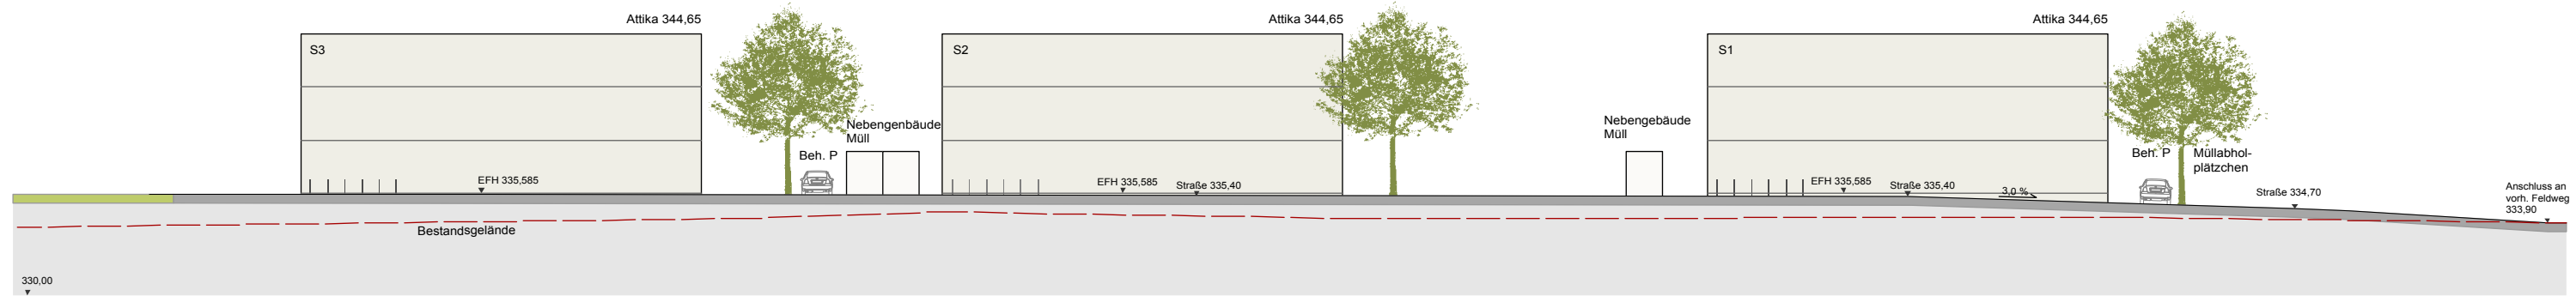 Attika 344,65
Attika 344,65
Attika 344,65
S3
S2
S1
Nebengenbäude
Müll
Beh. P
Nebengebäude
Müll
Beh. P
Müllabhol-
plätzchen
EFH 335,585
EFH 335,585
Straße 335,40
EFH 335,585
Straße 335,40
3,0 %
Straße 334,70
Anschluss an
vorh. Feldweg
333,90
Bestandsgelände
330,00